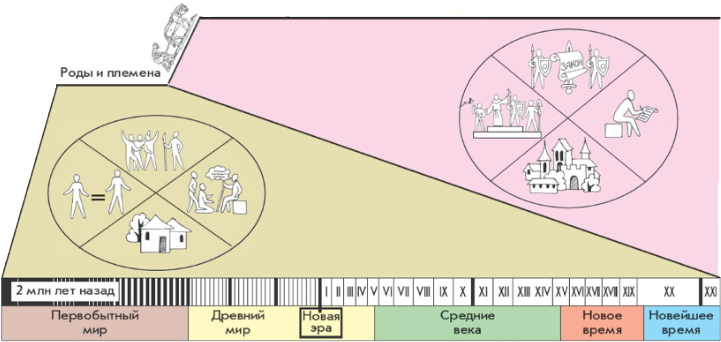 Роды и племена
ЗАКОН
2 млн лет назад
I II III IV V VI VII VIII IX X XI XII XIII XIV XV XVI XVII XVIII XIX XX XXI
Первобытный
мир
Древний
мир
Новая
эра
Средние
века
Новое
время
Новейшее
время